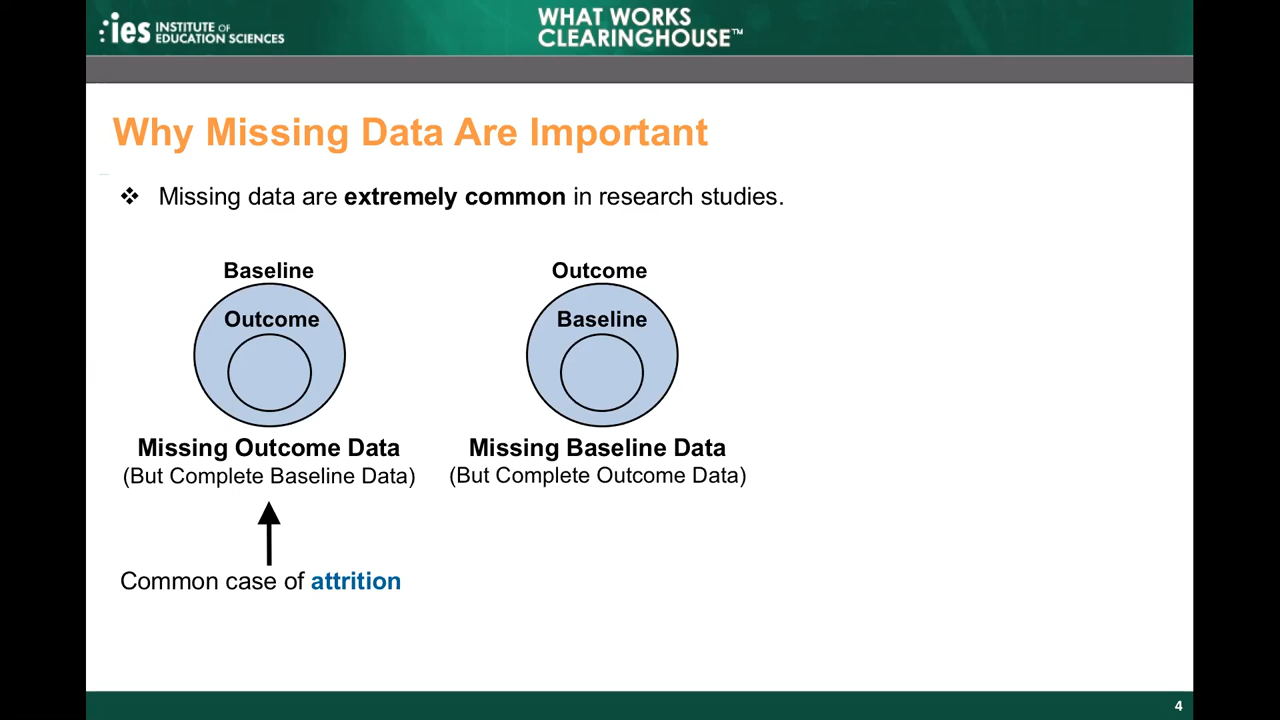 ies INSTITUTE OF
EDUCATION SCIENCES
WHAT WORKS
CLEARINGHOUSE™
Why Missing Data Are Important
❖ Missing data are extremely common in research studies.
Baseline
Outcome
Missing Outcome Data
(But Complete Baseline Data)
Common case of attrition
Outcome
Baseline
Missing Baseline Data
(But Complete Outcome Data)
4